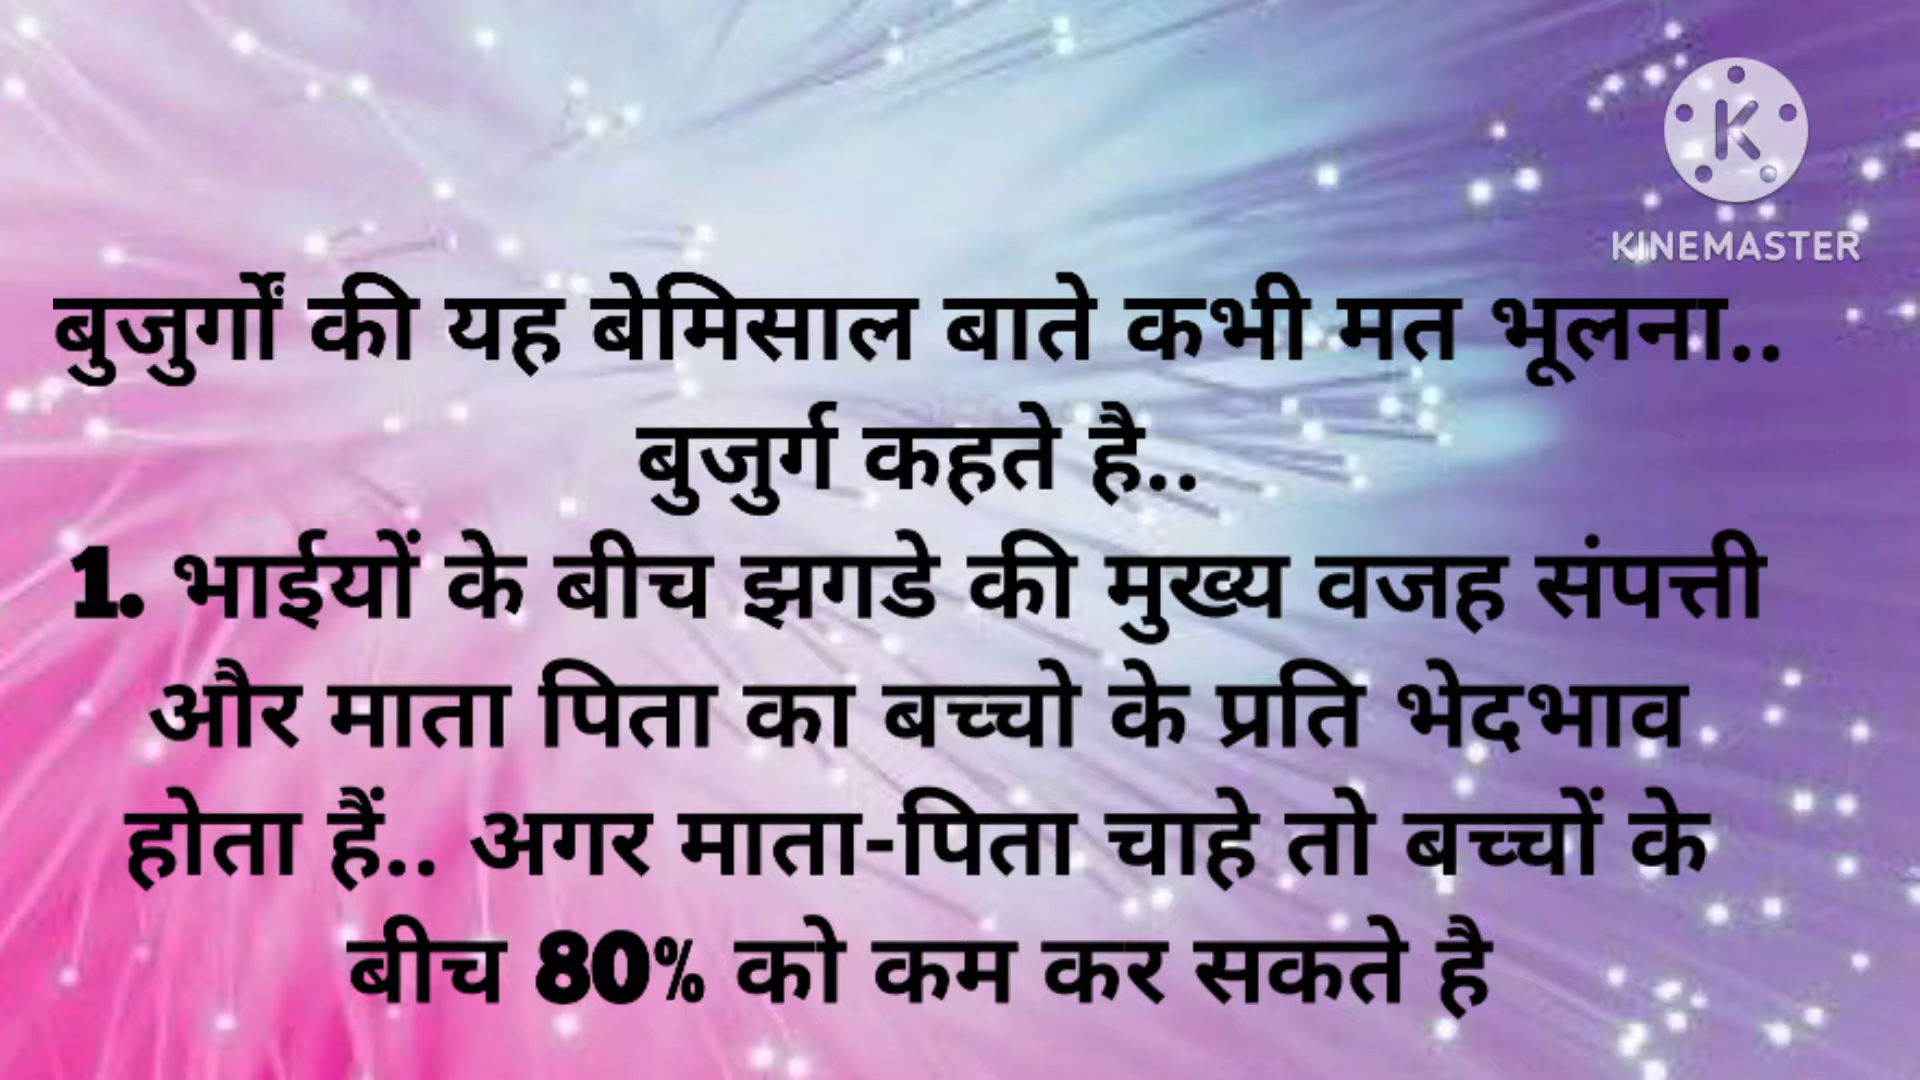 KINEMASTER
बुजुर्गों की यह बेमिसाल बाते कभी मत भूलना..
बुजुर्ग कहते है..
1. भाईयों के बीच झगडे की मुख्य वजह संपत्ती
और माता पिता का बच्चो के प्रति भेदभाव
होता हैं.. अगर माता-पिता चाहे तो बच्चों के
बीच 80% को कम कर सकते है